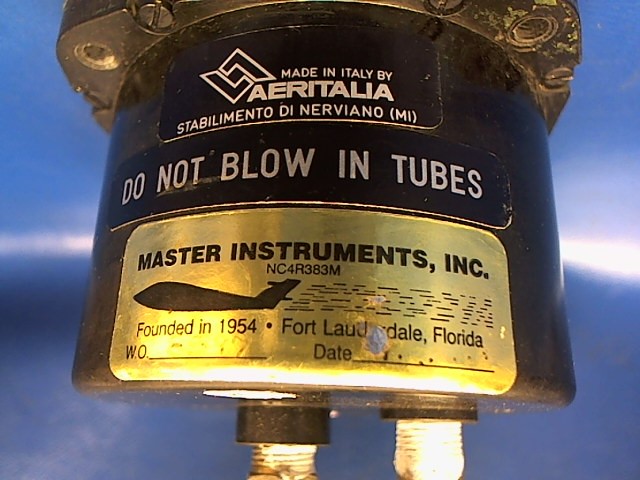 MADE IN ITALY BY
AERITALIA
STABILIMENTO DI NERVIANO (MI)
DO NOT BLOW IN TUBES
MASTER INSTRUMENTS, INC.
NC4R383M
Founded in 1954 • Fort Lauderdale, Florida
W.O. Date